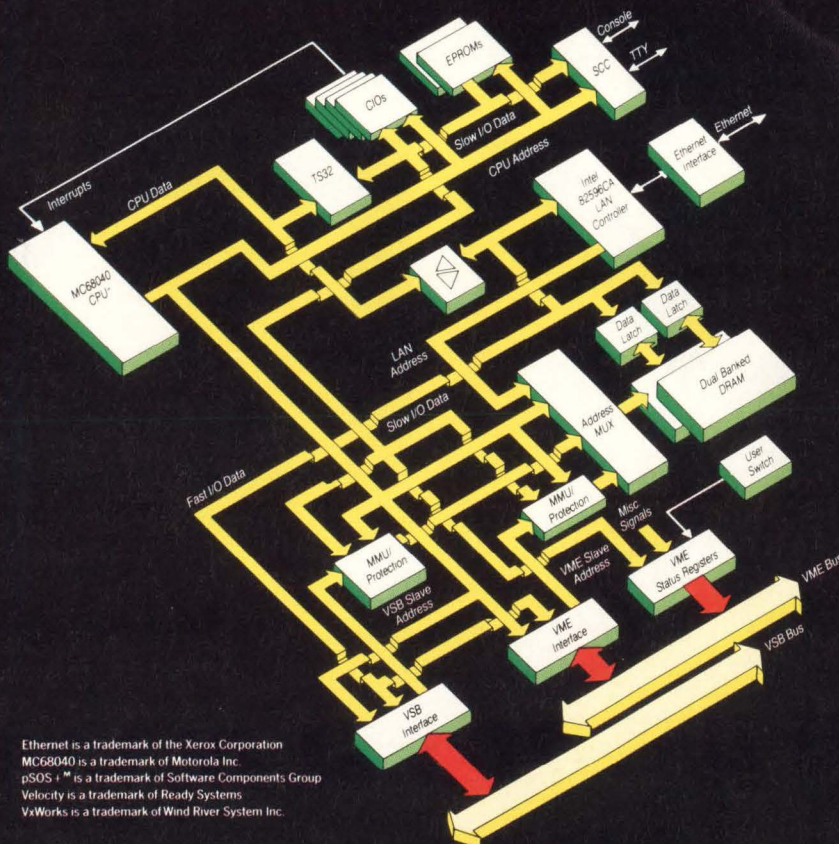 Console
TTY
EPROMs
SCC
CIOs
Slow I/O Data
CPU Address
Ethernet
Ethernet
Interface
TS32
Intel
82596CA
LAN
Controller
Interrupts
CPU Data
MC68040
CPU*
Data
Latch
Data
Latch
LAN
Address
Dual Banked
DRAM
Slow I/O Data
Address
MUX
User
Switch
Fast I/O Data
MMU/
Protection
Misc
Signals
MMU/
Protection
VME Slave
Address
VME
Status Registers
VME Bus
VSB Slave
Address
VSB Bus
VME
Interface
VSB
Interface
Ethernet is a trademark of the Xerox Corporation
MC68040 is a trademark of Motorola Inc.
pSOS+™ is a trademark of Software Components Group
Velocity is a trademark of Ready Systems
VxWorks is a trademark of Wind River System Inc.